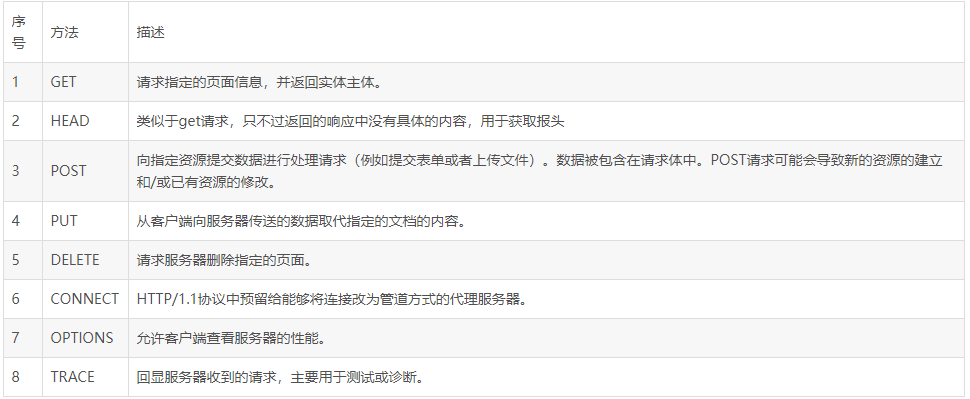 序号 方法 描述
1 GET 请求指定的页面信息，并返回实体主体。
2 HEAD 类似于get请求，只不过返回的响应中没有具体的内容，用于获取报头
3 POST 向指定资源提交数据进行处理请求（例如提交表单或者上传文件）。数据被包含在请求体中。POST请求可能会导致新的资源的建立
和/或已有资源的修改。
4 PUT 从客户端向服务器传送的数据取代指定的文档的内容。
5 DELETE 请求服务器删除指定的页面。
6 CONNECT HTTP/1.1协议中预留给能够将连接改为管道方式的代理服务器。
7 OPTIONS 允许客户端查看服务器的性能。
8 TRACE 回显服务器收到的请求，主要用于测试或诊断。